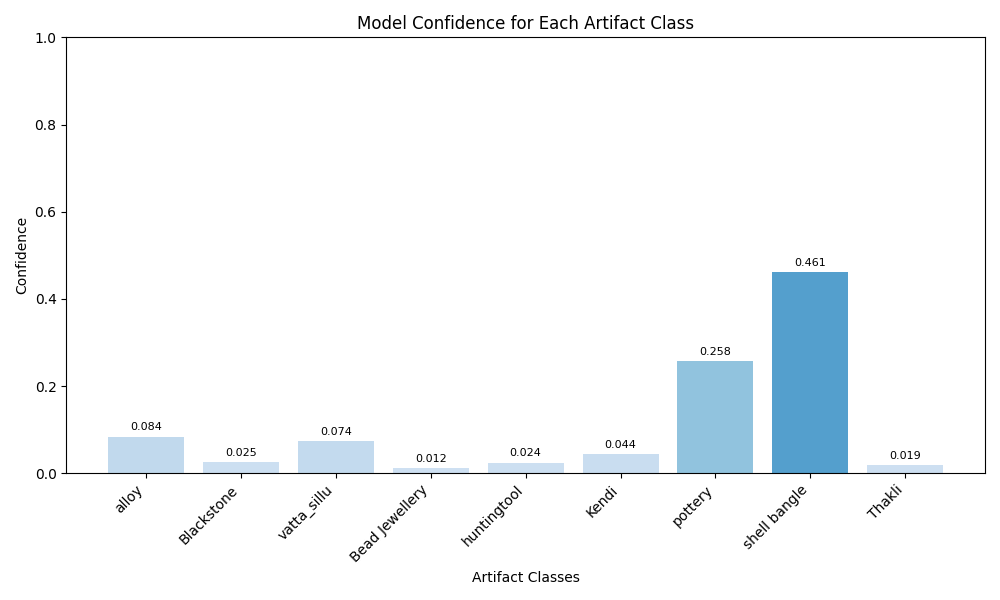 Model Confidence for Each Artifact Class
1.0
0.8
0.6
0.4
0.2
0.0
Confidence
0.084
0.025
0.074
0.012
0.024
0.044
0.258
0.461
0.019
alloy
Blackstone
vatta_sillu
Bead Jewellery
huntingtool
Kendi
pottery
shell bangle
Thakli
Artifact Classes